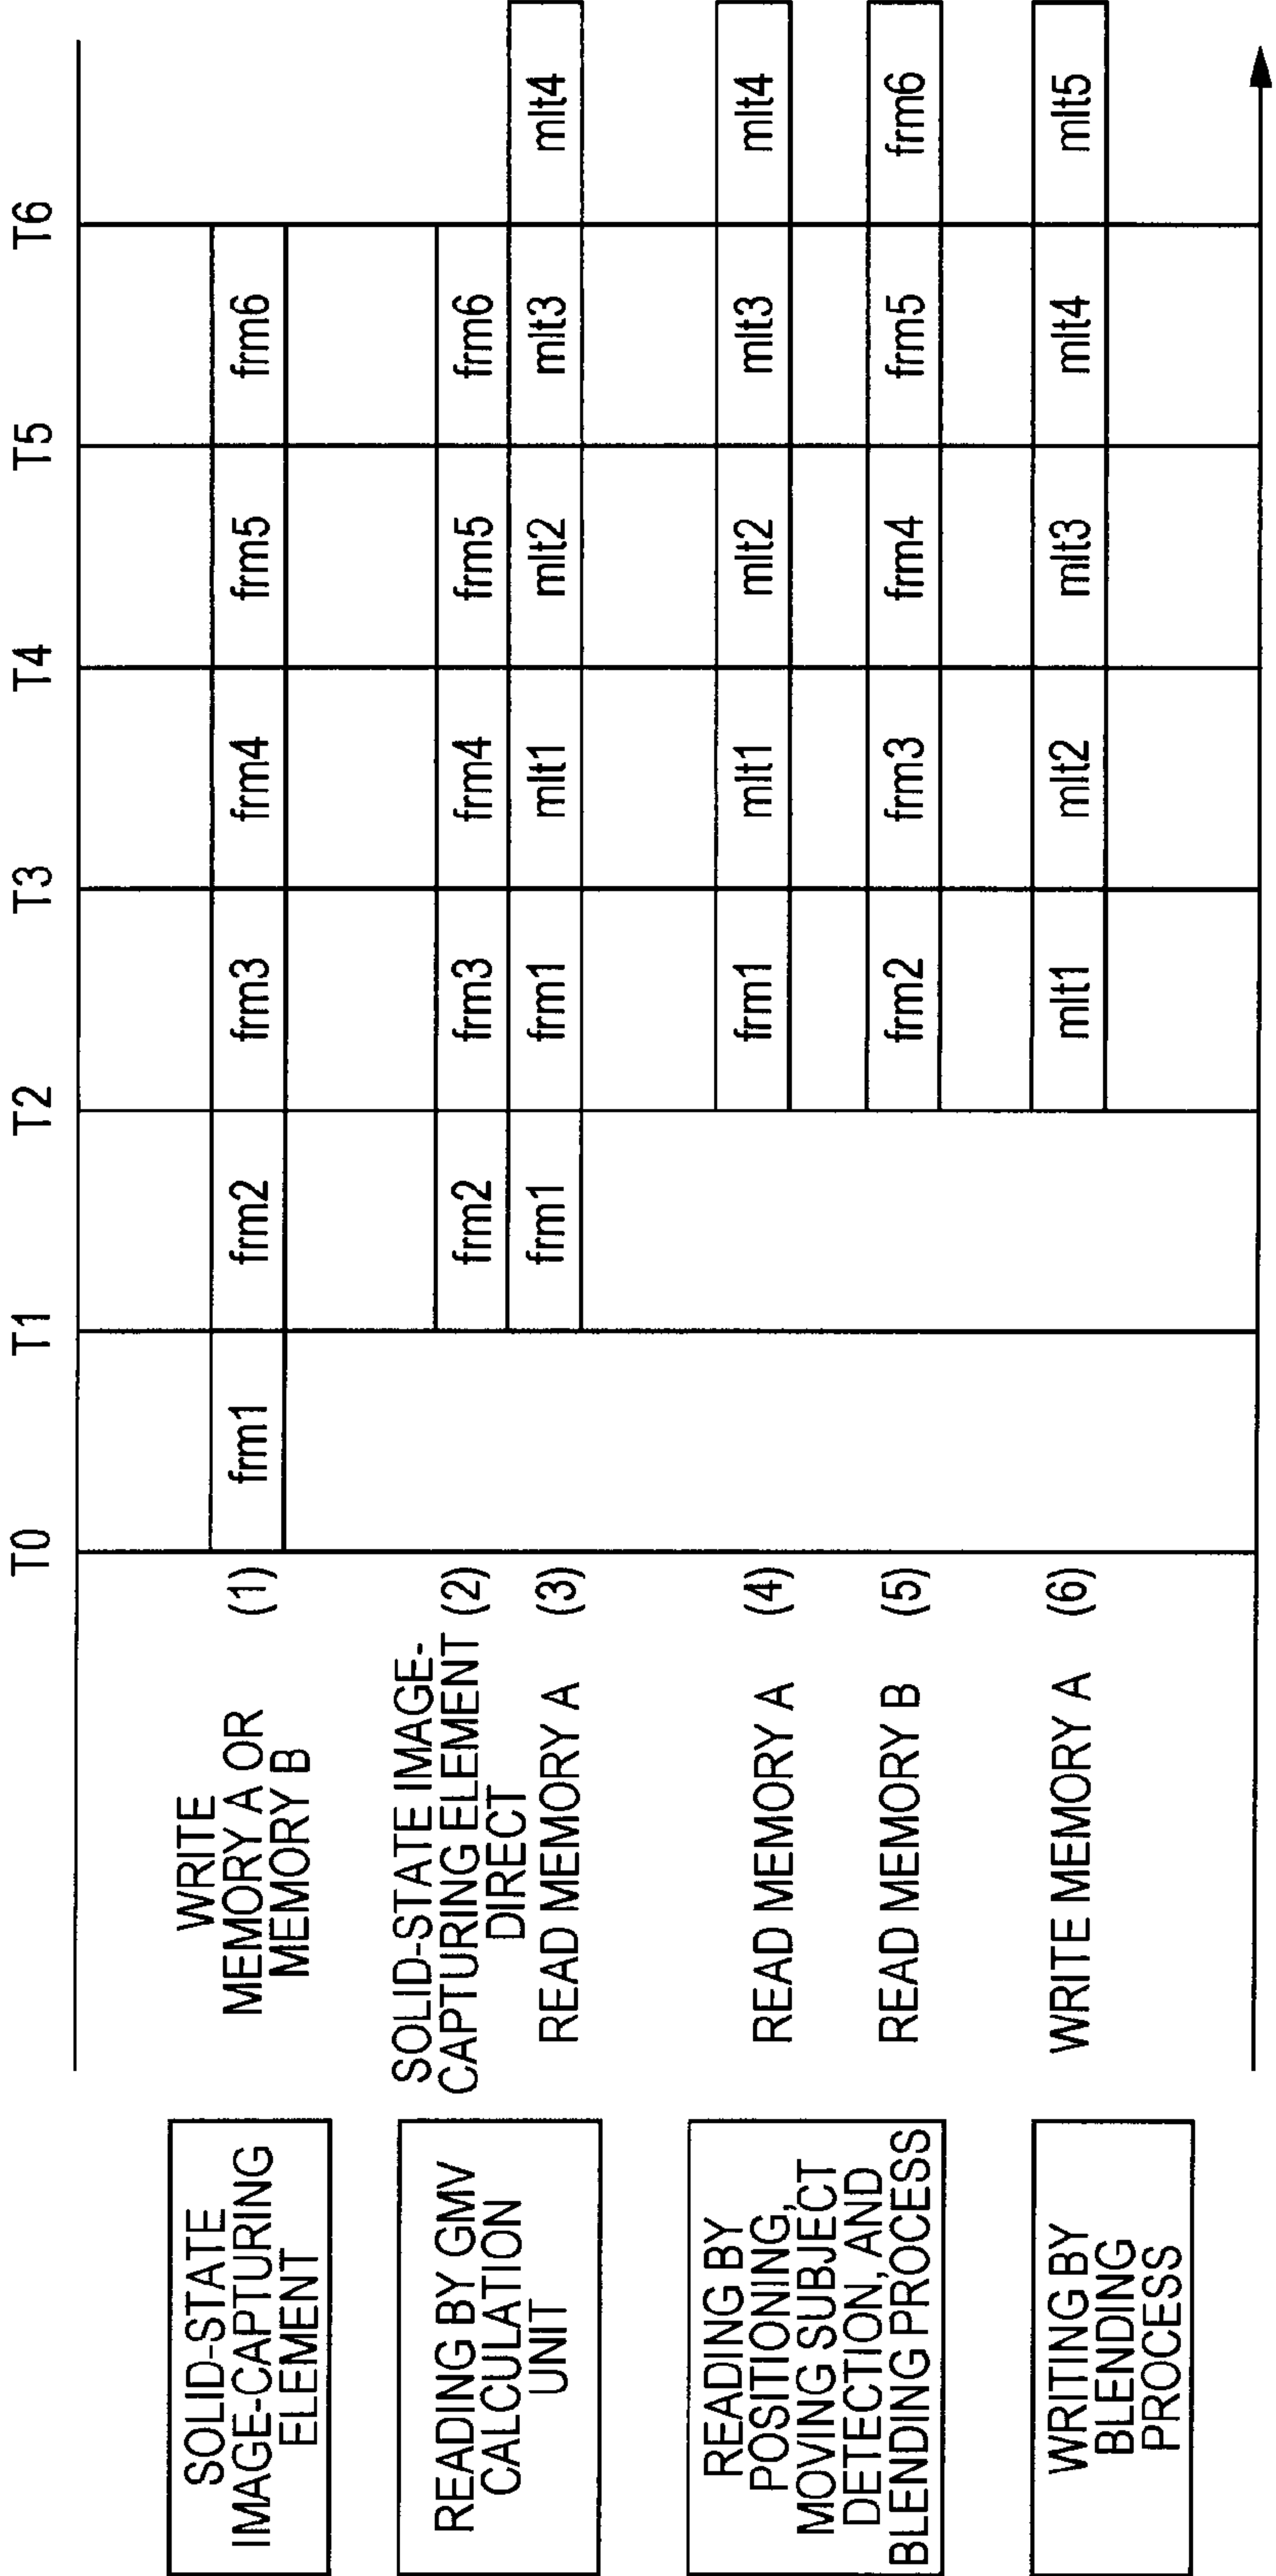 T0 T1 T2 T3 T4 T5 T6
SOLID-STATE
IMAGE-CAPTURING
ELEMENT
WRITE
MEMORY A OR
MEMORY B
(1) frm1 frm2 frm3 frm4 frm5 frm6
READING BY GMV
CALCULATION
UNIT
SOLID-STATE IMAGE-
CAPTURING ELEMENT
DIRECT
(2) frm2 frm3 frm4 frm5 frm6
READ MEMORY A (3) frm1 frm1 mlt1 mlt2 mlt3 mlt4
READING BY
POSITIONING,
MOVING SUBJECT
DETECTION, AND
BLENDING PROCESS
READ MEMORY A (4) frm1 mlt1 mlt2 mlt3 mlt4
READ MEMORY B (5) frm2 frm3 frm4 frm5 frm6
WRITING BY
BLENDING
PROCESS
WRITE MEMORY A (6) mlt1 mlt2 mlt3 mlt4 mlt5